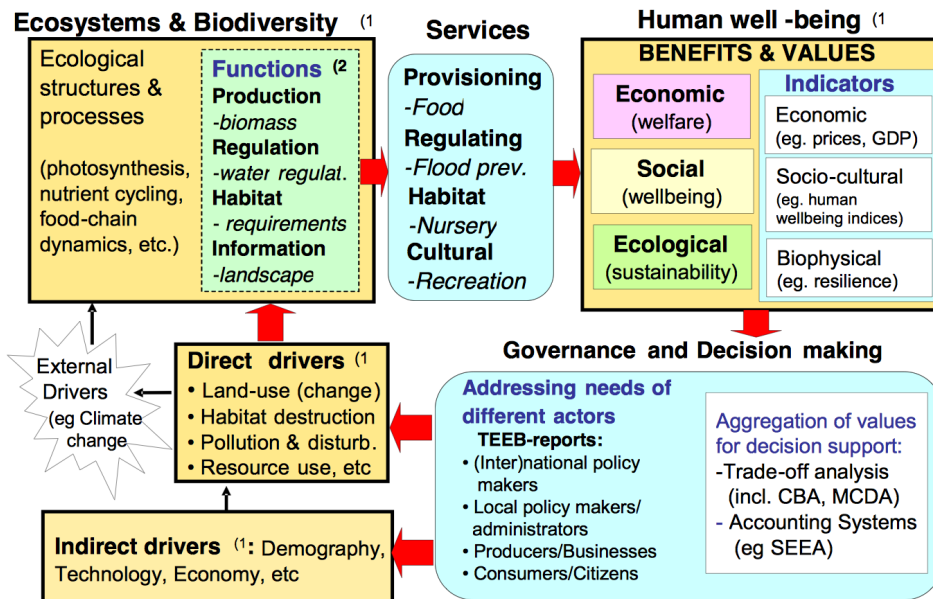 Ecosystems & Biodiversity (1
Ecological
structures &
processes
(photosynthesis,
nutrient cycling,
food-chain
dynamics, etc.)
Functions (2
Production
-biomass
Regulation
-water regulat.
Habitat
- requirements
Information
-landscape
Services
Provisioning
-Food
Regulating
-Flood prev.
Habitat
-Nursery
Cultural
-Recreation
Human well -being (1
BENEFITS & VALUES
Economic
(welfare)
Social
(wellbeing)
Ecological
(sustainability)
Indicators
Economic
(eg. prices, GDP)
Socio-cultural
(eg. human
wellbeing indices)
Biophysical
(eg. resilience)
External
Drivers
(eg Climate
change
Direct drivers (1
• Land-use (change)
• Habitat destruction
• Pollution & disturb.
• Resource use, etc
Indirect drivers (1: Demography,
Technology, Economy, etc
Governance and Decision making
Addressing needs of
different actors
TEEB-reports:
• (Inter)national policy
makers
• Local policy makers/
administrators
• Producers/Businesses
• Consumers/Citizens
Aggregation of values
for decision support:
-Trade-off analysis
(incl. CBA, MCDA)
- Accounting Systems
(eg SEEA)